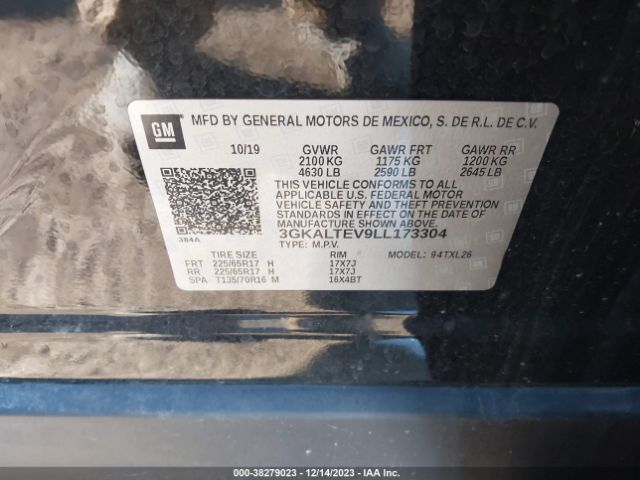 GM
MFD BY GENERAL MOTORS DE MEXICO, S. DE R.L. DE C.V.
10/19 GVWR GAWR FRT GAWR RR
2100 KG 1175 KG 1200 KG
4630 LB 2590 LB 2645 LB
THIS VEHICLE CONFORMS TO ALL
APPLICABLE U.S. FEDERAL MOTOR
VEHICLE SAFETY AND THEFT
PREVENTION STANDARDS IN EFFECT ON THE DATE OF
MANUFACTURE SHOWN ABOVE.
3GKALTEV9LL173304
384A TYPE: M.P.V.
TIRE SIZE RIM MODEL: 94TXL26
FRT 225/65R17 H 17X7J
RR 225/65R17 H 17X7J
SPA T135/70R16 M 16X4BT
000-38279023 - 12/14/2023 - IAA Inc.